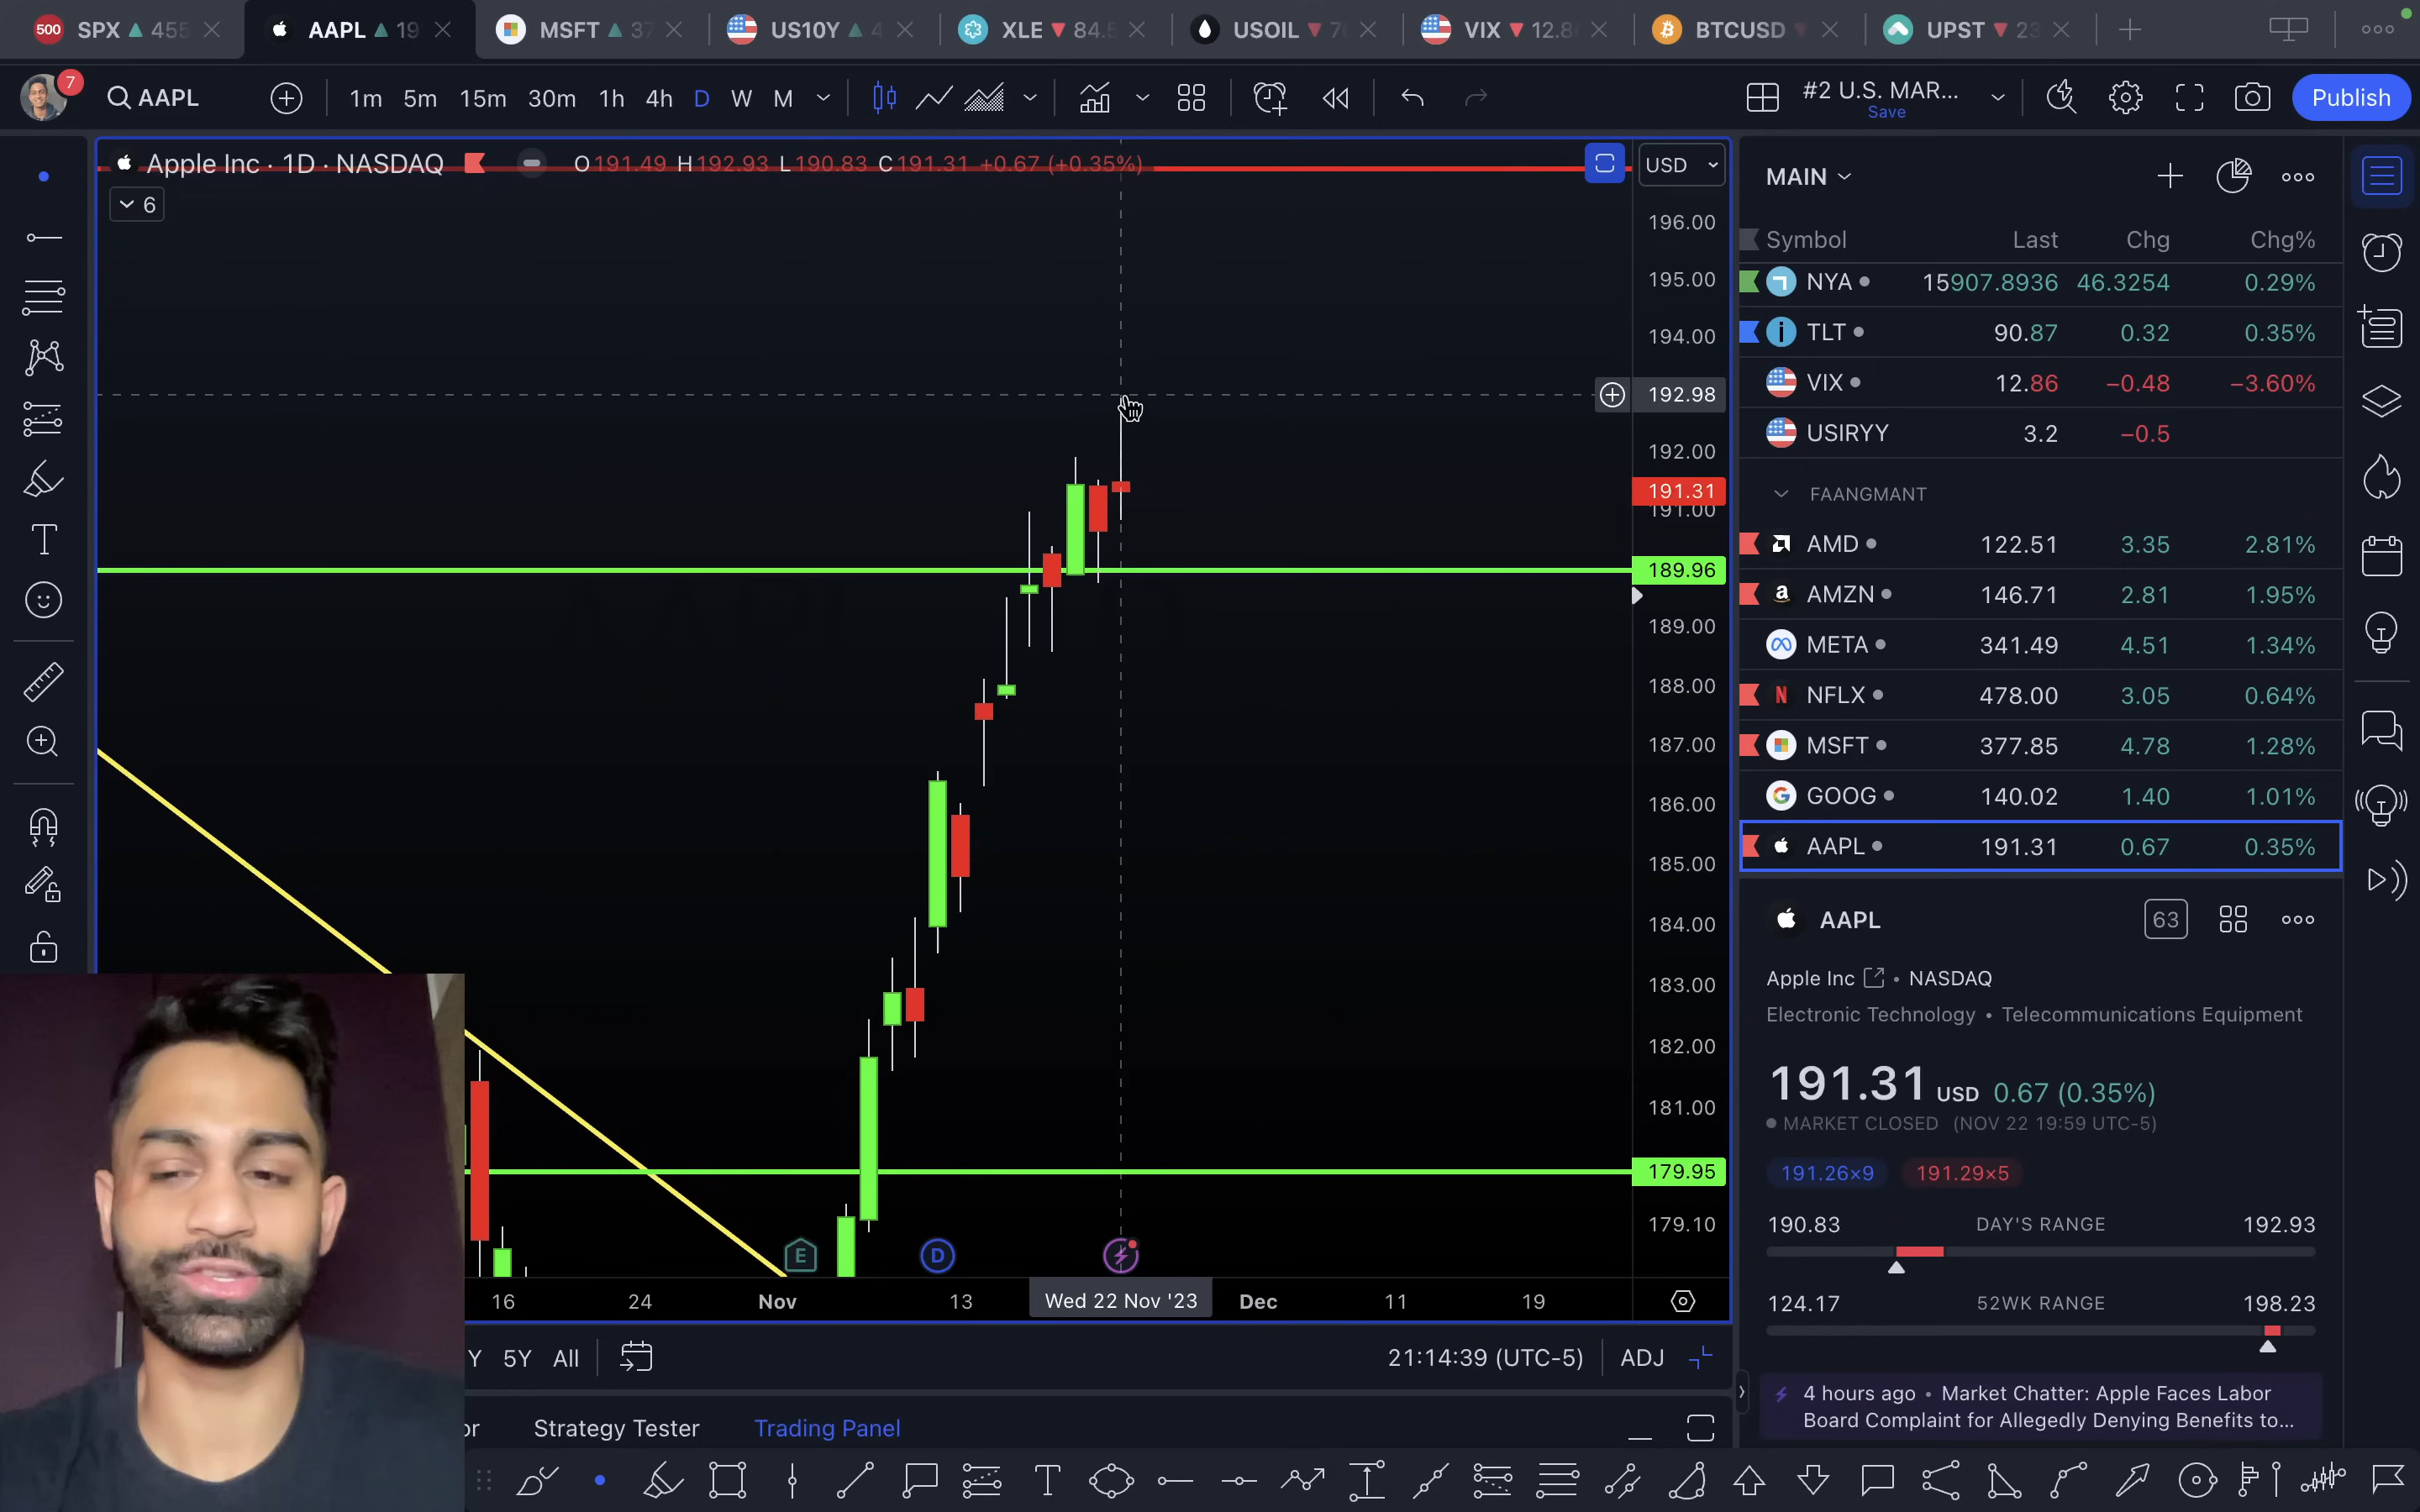 500 SPX 455
AAPL 19
MSFT 37
US10Y 4
XLE 84.5
USOIL 7
VIX 12.8
BTCUSD
UPST 23
7
AAPL
1m 5m 15m 30m 1h 4h D W M
#2 U.S. MAR...
Save
Publish
Apple Inc · 1D · NASDAQ
O191.49 H192.93 L190.83 C191.31 +0.67 (+0.35%)
6
USD
196.00
195.00
194.00
192.98
192.00
191.31
191.00
189.96
189.00
188.00
187.00
186.00
185.00
184.00
183.00
182.00
181.00
179.95
179.10
E
D
16 24 Nov 13 Wed 22 Nov '23 Dec 11 19
Y 5Y All
21:14:39 (UTC-5)
ADJ
or Strategy Tester Trading Panel
MAIN
Symbol Last Chg Chg%
NYA 15907.8936 46.3254 0.29%
TLT 90.87 0.32 0.35%
VIX 12.86 −0.48 −3.60%
USIRYY 3.2 −0.5
FAANGMANT
AMD 122.51 3.35 2.81%
AMZN 146.71 2.81 1.95%
META 341.49 4.51 1.34%
NFLX 478.00 3.05 0.64%
MSFT 377.85 4.78 1.28%
GOOG 140.02 1.40 1.01%
AAPL 191.31 0.67 0.35%
AAPL
63
Apple Inc • NASDAQ
Electronic Technology • Telecommunications Equipment
191.31 USD 0.67 (0.35%)
MARKET CLOSED (NOV 22 19:59 UTC-5)
191.26×9 191.29×5
190.83 DAY'S RANGE 192.93
124.17 52WK RANGE 198.23
4 hours ago • Market Chatter: Apple Faces Labor
Board Complaint for Allegedly Denying Benefits to...